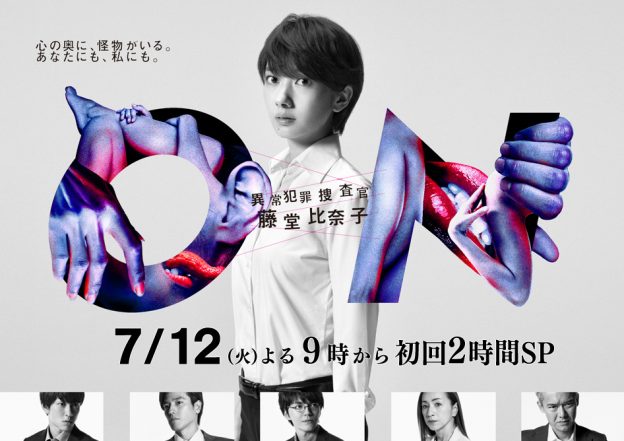 心の奥に、怪物がいる。
あなたにも、私にも。
ON
異常犯罪捜査官
藤堂比奈子
7/12(火)よる9時から初回2時間SP